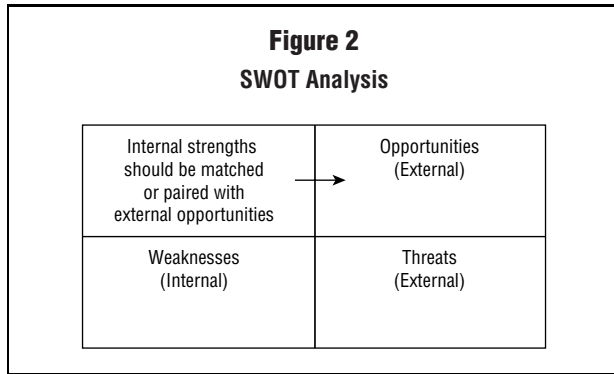 Figure 2
SWOT Analysis
Internal strengths
should be matched
or paired with
external opportunities
Opportunities
(External)
Weaknesses
(Internal)
Threats
(External)